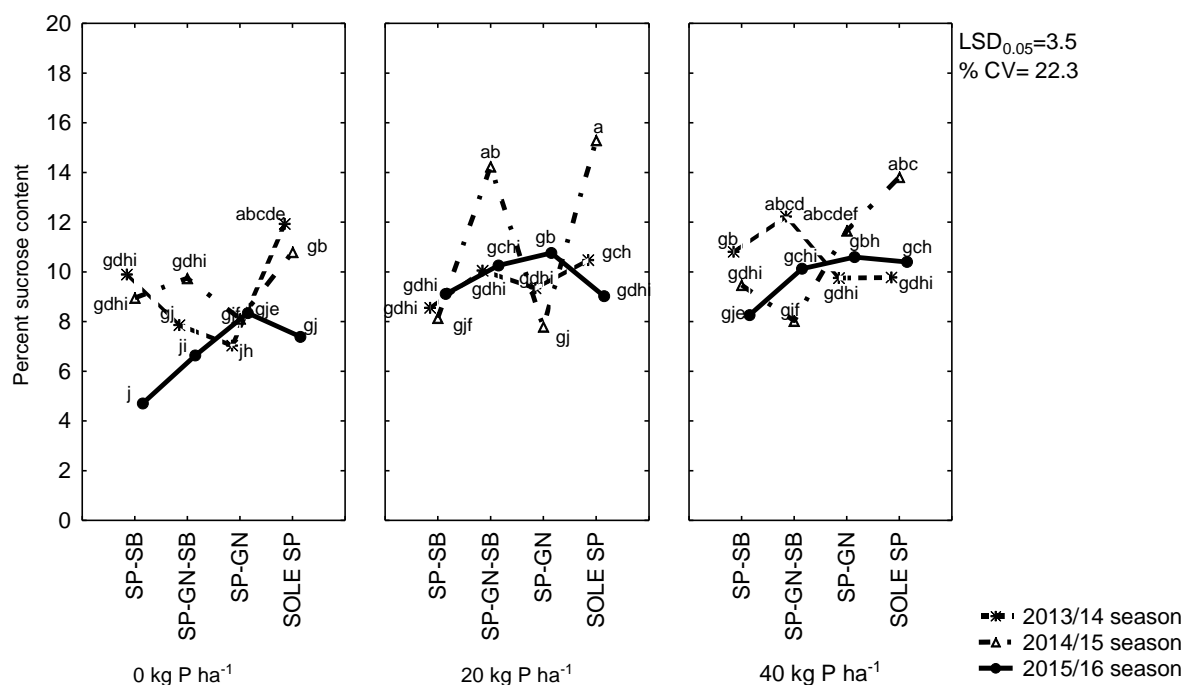 LSD0.05=3.5
% CV= 22.3
Percent sucrose content
20
18
16
14
12
10
8
6
4
2
0
gdhi
gdhi
gj
ji
j
gdhi
jh
gjf
gje
abcde
gb
gj
gdhi
gdhi
gjf
ab
gchi
gdhi
gb
gdhi
gj
a
gch
gdhi
gb
gdhi
gje
abcd
gchi
gjf
abcdef
gbh
gdhi
abc
gch
gdhi
SP-SB
SP-GN-SB
SP-GN
SOLE SP
SP-SB
SP-GN-SB
SP-GN
SOLE SP
SP-SB
SP-GN-SB
SP-GN
SOLE SP
0 kg P ha-1
20 kg P ha-1
40 kg P ha-1
2013/14 season
2014/15 season
2015/16 season